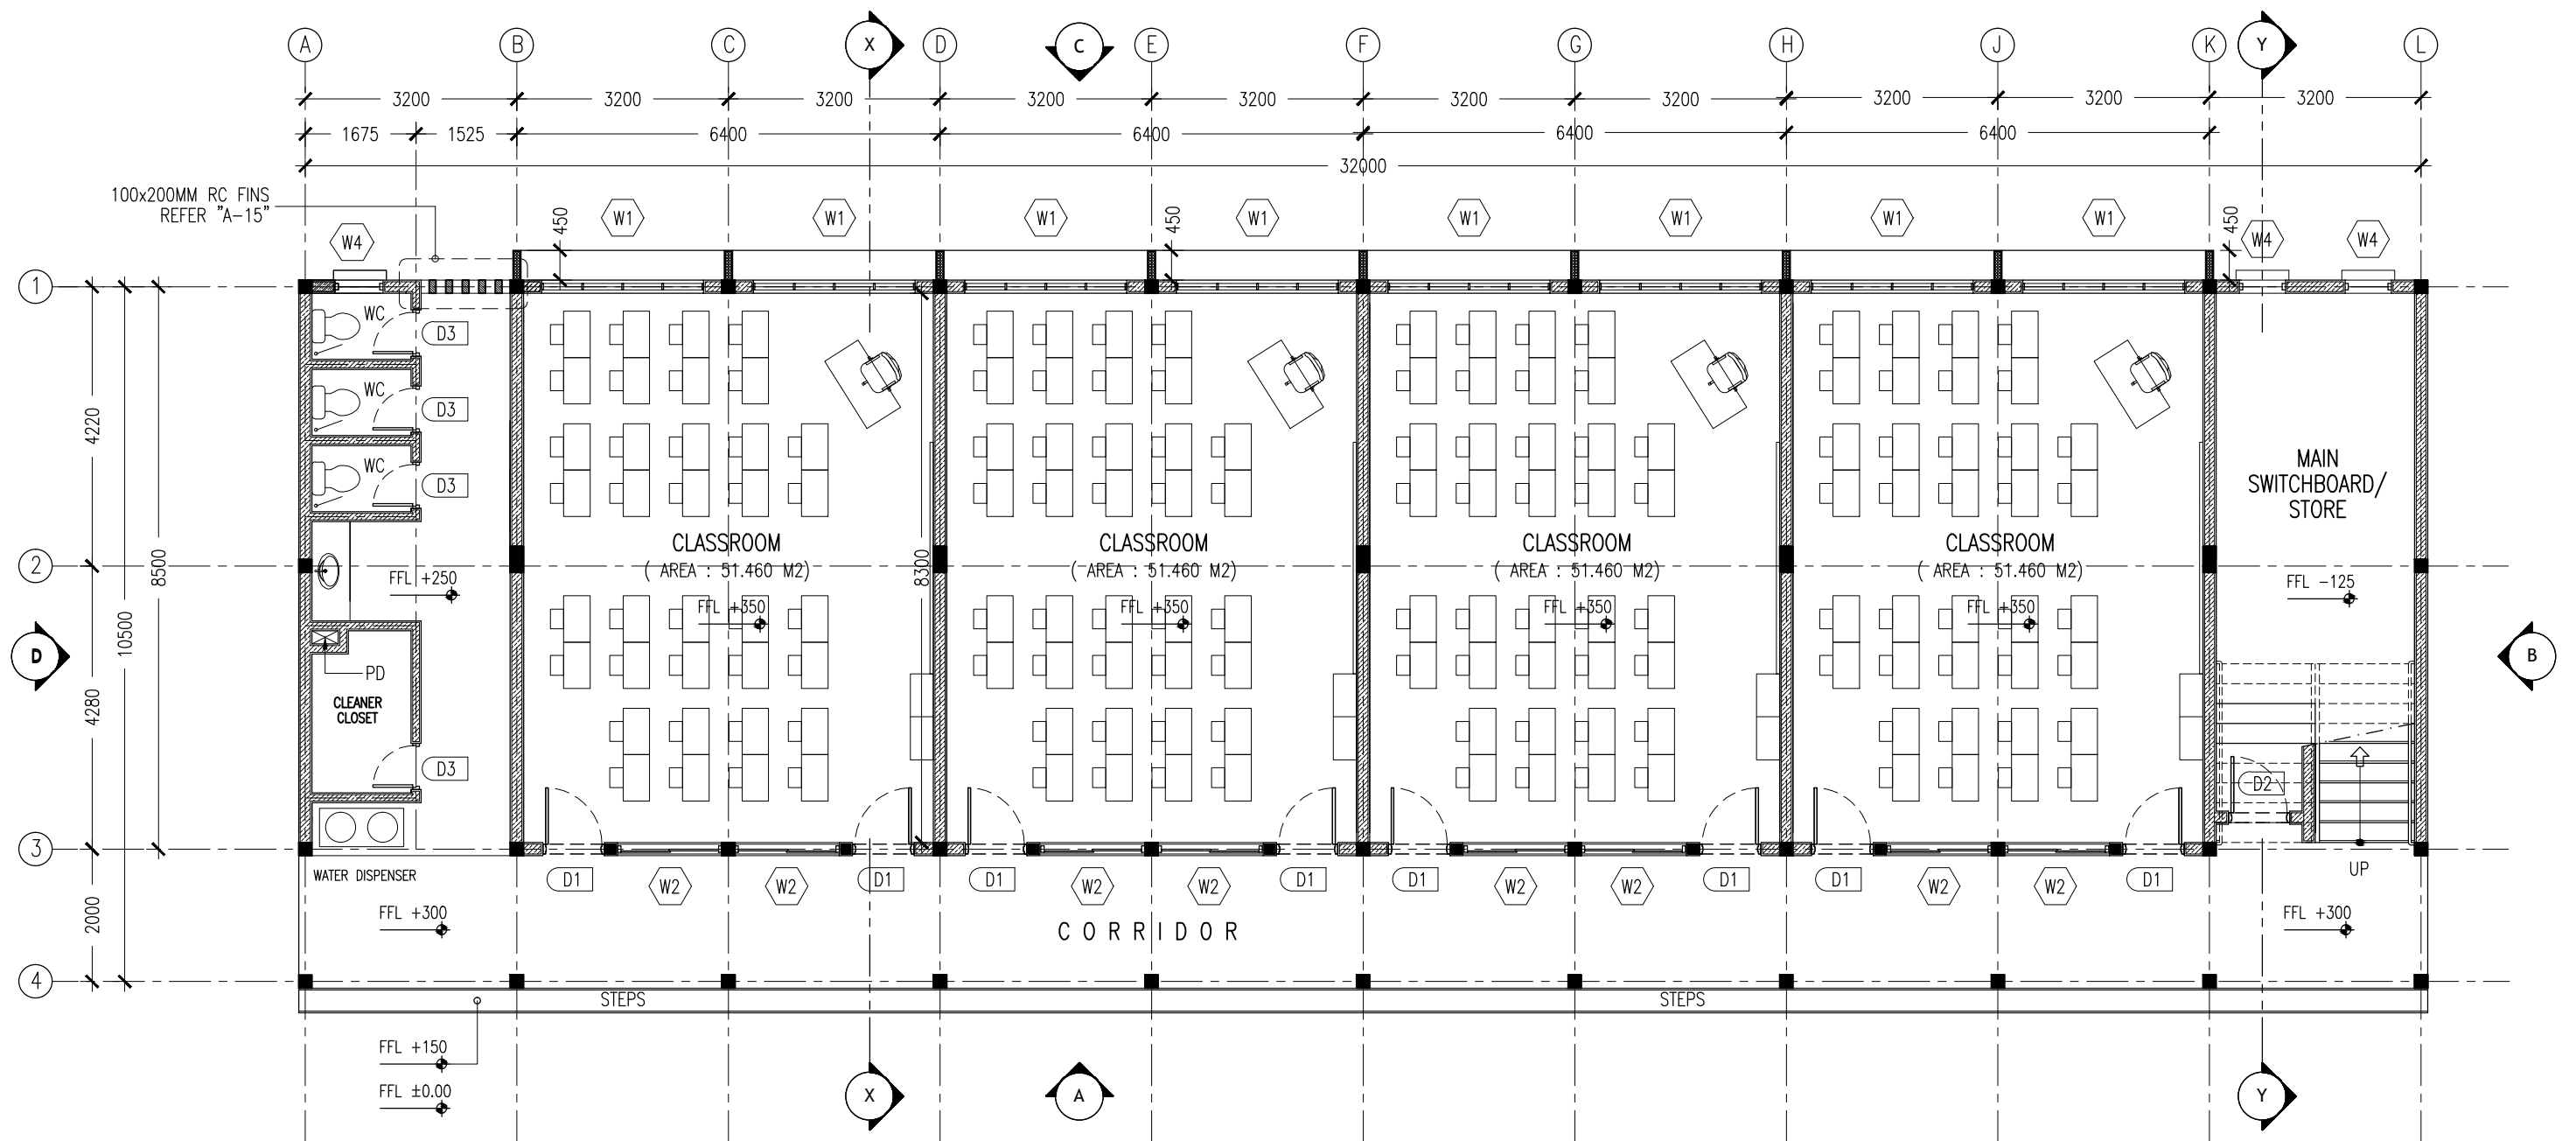 A B C X D C E F G H J K Y L
3200 3200 3200 3200 3200 3200 3200 3200 3200 3200
1675 1525 6400 6400 6400 6400
32000
100x200MM RC FINS
REFER "A-15"
450 W1 W1 W1 W1 450 W1 W1 W1 W1 450
W4 W4 W4
1
WC D3
WC D3
WC D3
4220
MAIN
SWITCHBOARD/
STORE
CLASSROOM CLASSROOM CLASSROOM CLASSROOM
( AREA : 51.460 M2) ( AREA : 51.460 M2) ( AREA : 51.460 M2) ( AREA : 51.460 M2)
2 8500 8300
FFL +250 FFL -125
FFL +350 FFL +350 FFL +350 FFL +350
10500
D B
PD
4280
CLEANER
CLOSET
D3 D2
3
WATER DISPENSER UP
D1 W2 W2 D1 D1 W2 W2 D1 D1 W2 W2 D1 D1 W2 W2 D1
2000
FFL +300 FFL +300
CORRIDOR
4
STEPS STEPS
FFL +150
FFL ±0.00
X A Y